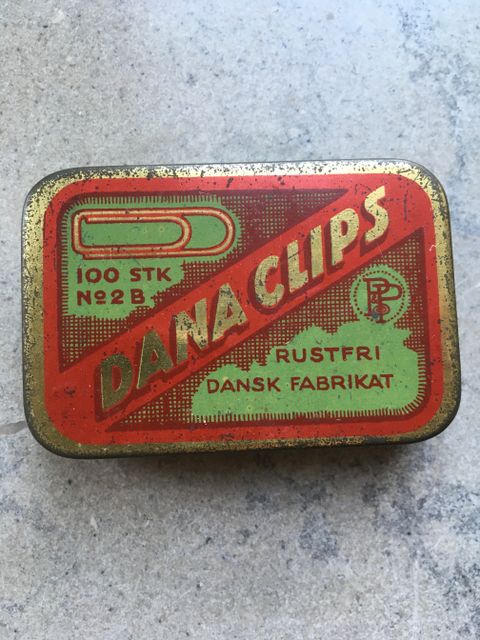 100 STK
No 2 B
DANA CLIPS
RUSTFRI
DANSK FABRIKAT